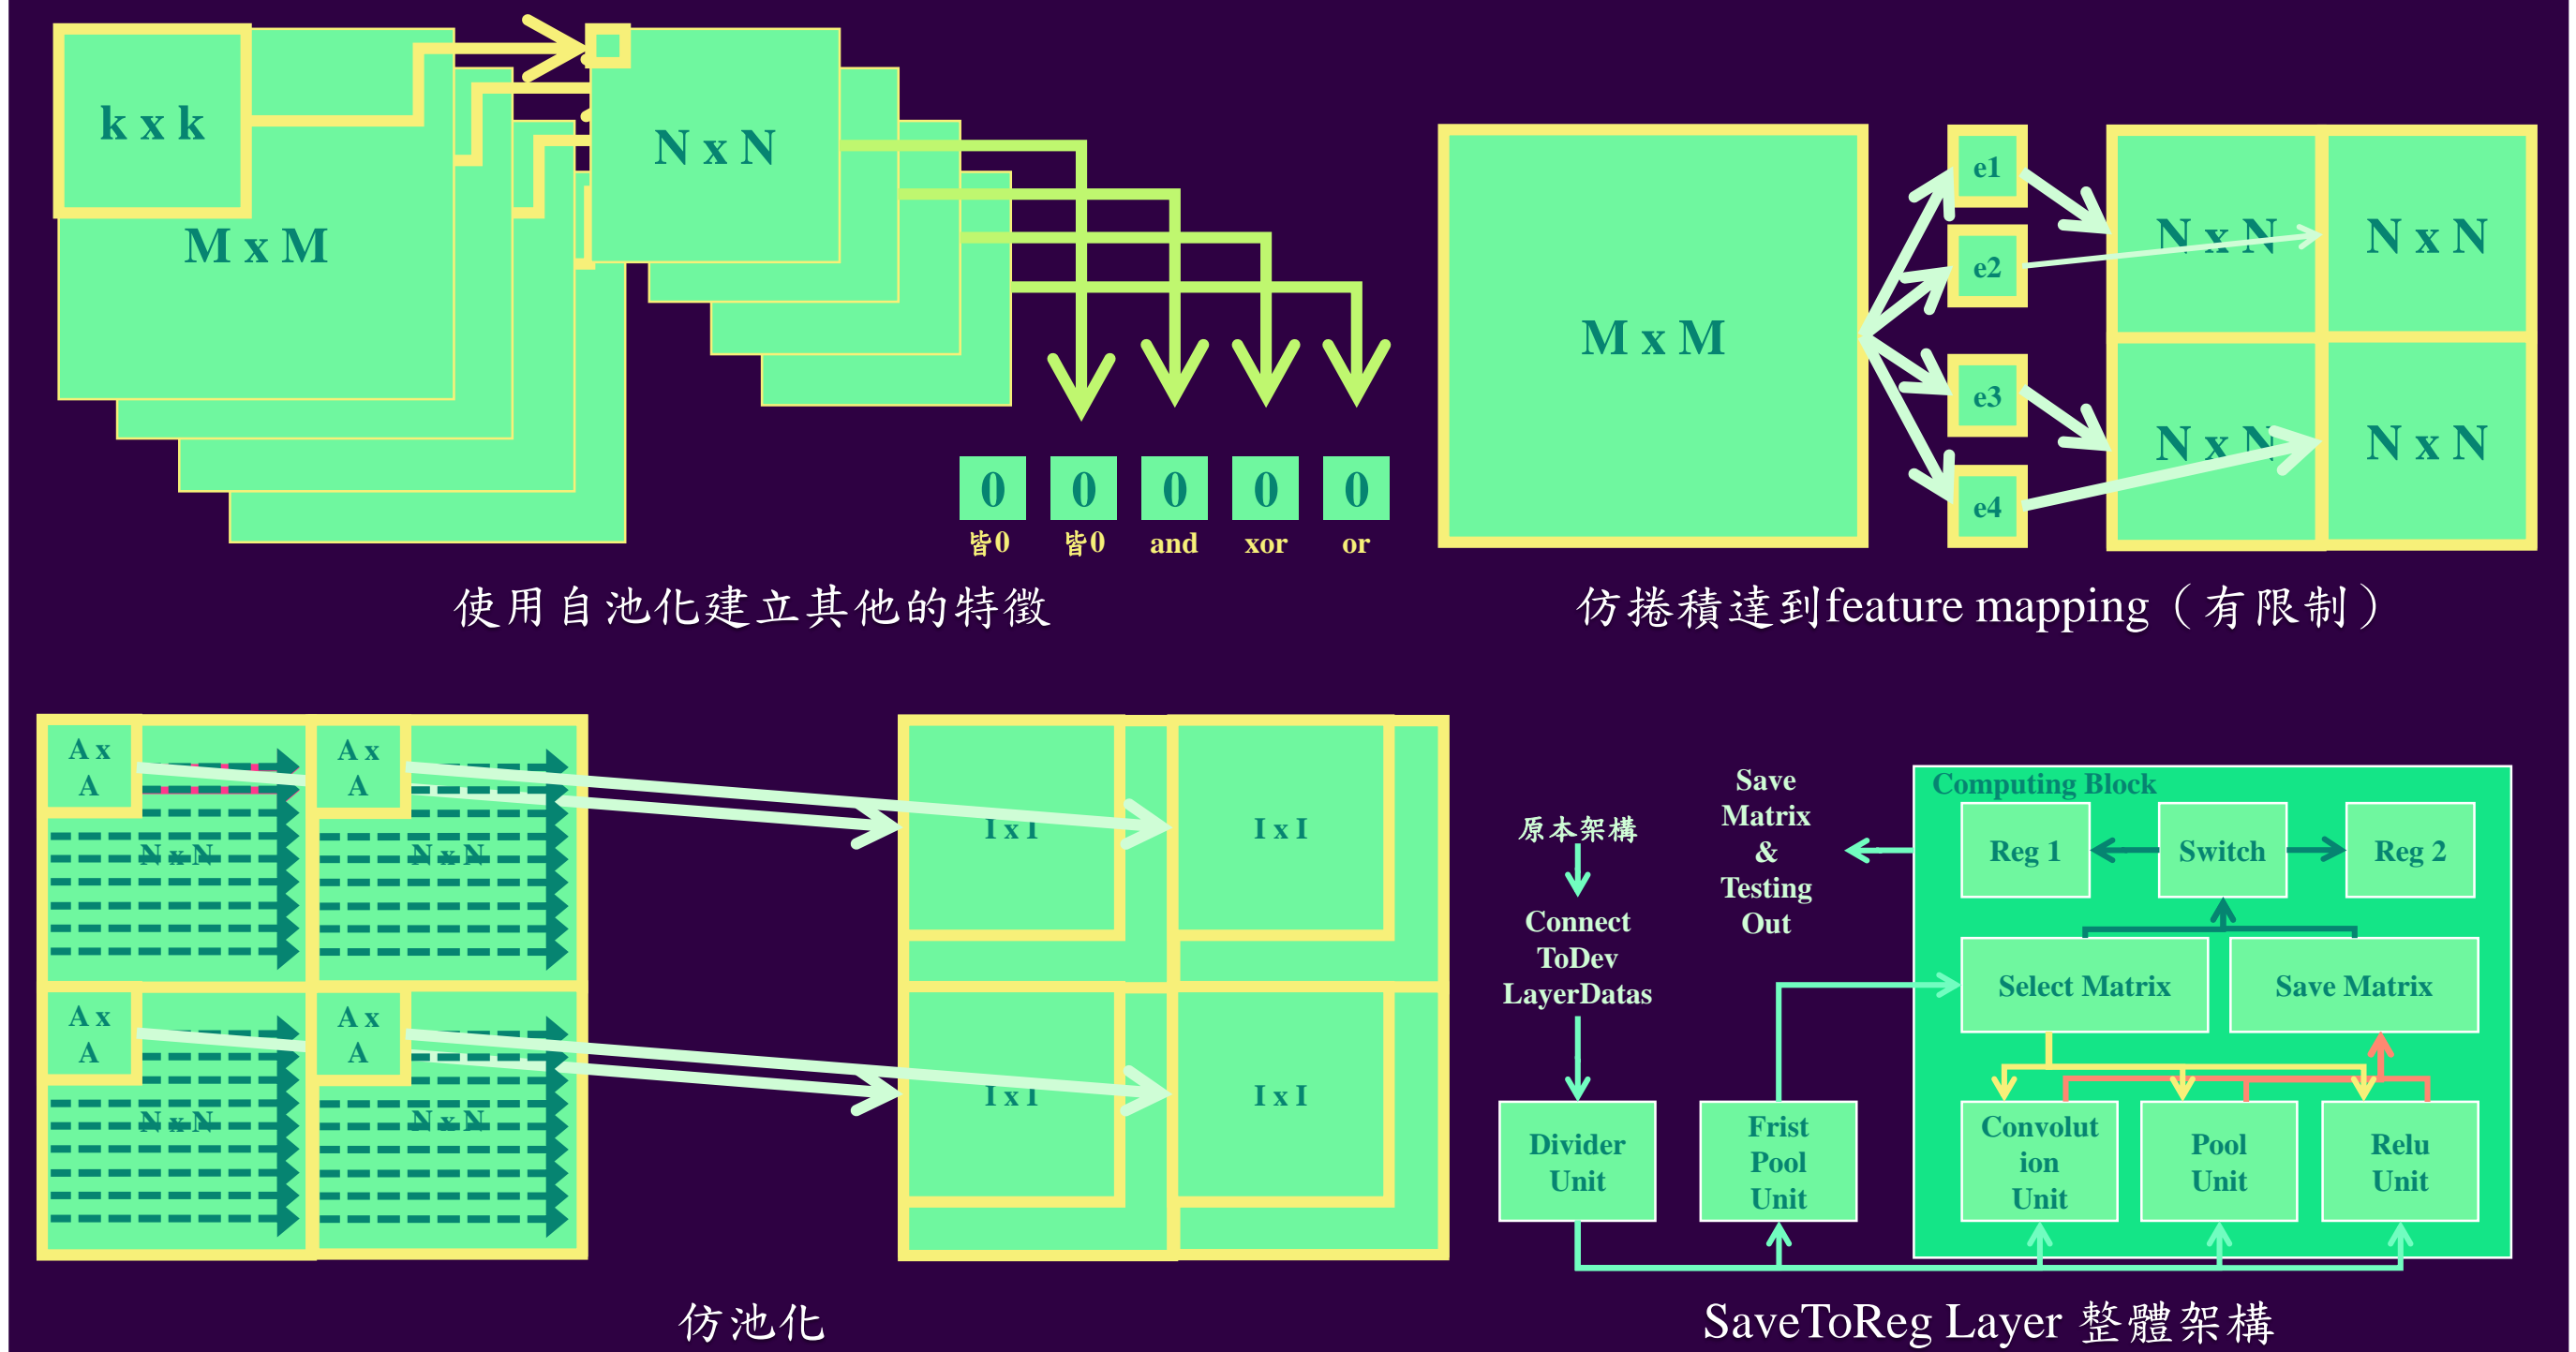 k x k
M x M
N x N
0 0 0 0 0
皆0 皆0 and xor or
使用自池化建立其他的特徵
M x M
e1
e2
e3
e4
N x N N x N
N x N N x N
仿捲積達到feature mapping（有限制）
A x
A
A x
A
N x N N x N
A x
A
A x
A
N x N N x N
I x I I x I
I x I I x I
仿池化
原本架構
Connect
ToDev
LayerDatas
Save
Matrix
&
Testing
Out
Computing Block
Reg 1 Switch Reg 2
Select Matrix Save Matrix
Divider
Unit
Frist
Pool
Unit
Convolut
ion
Unit
Pool
Unit
Relu
Unit
SaveToReg Layer 整體架構